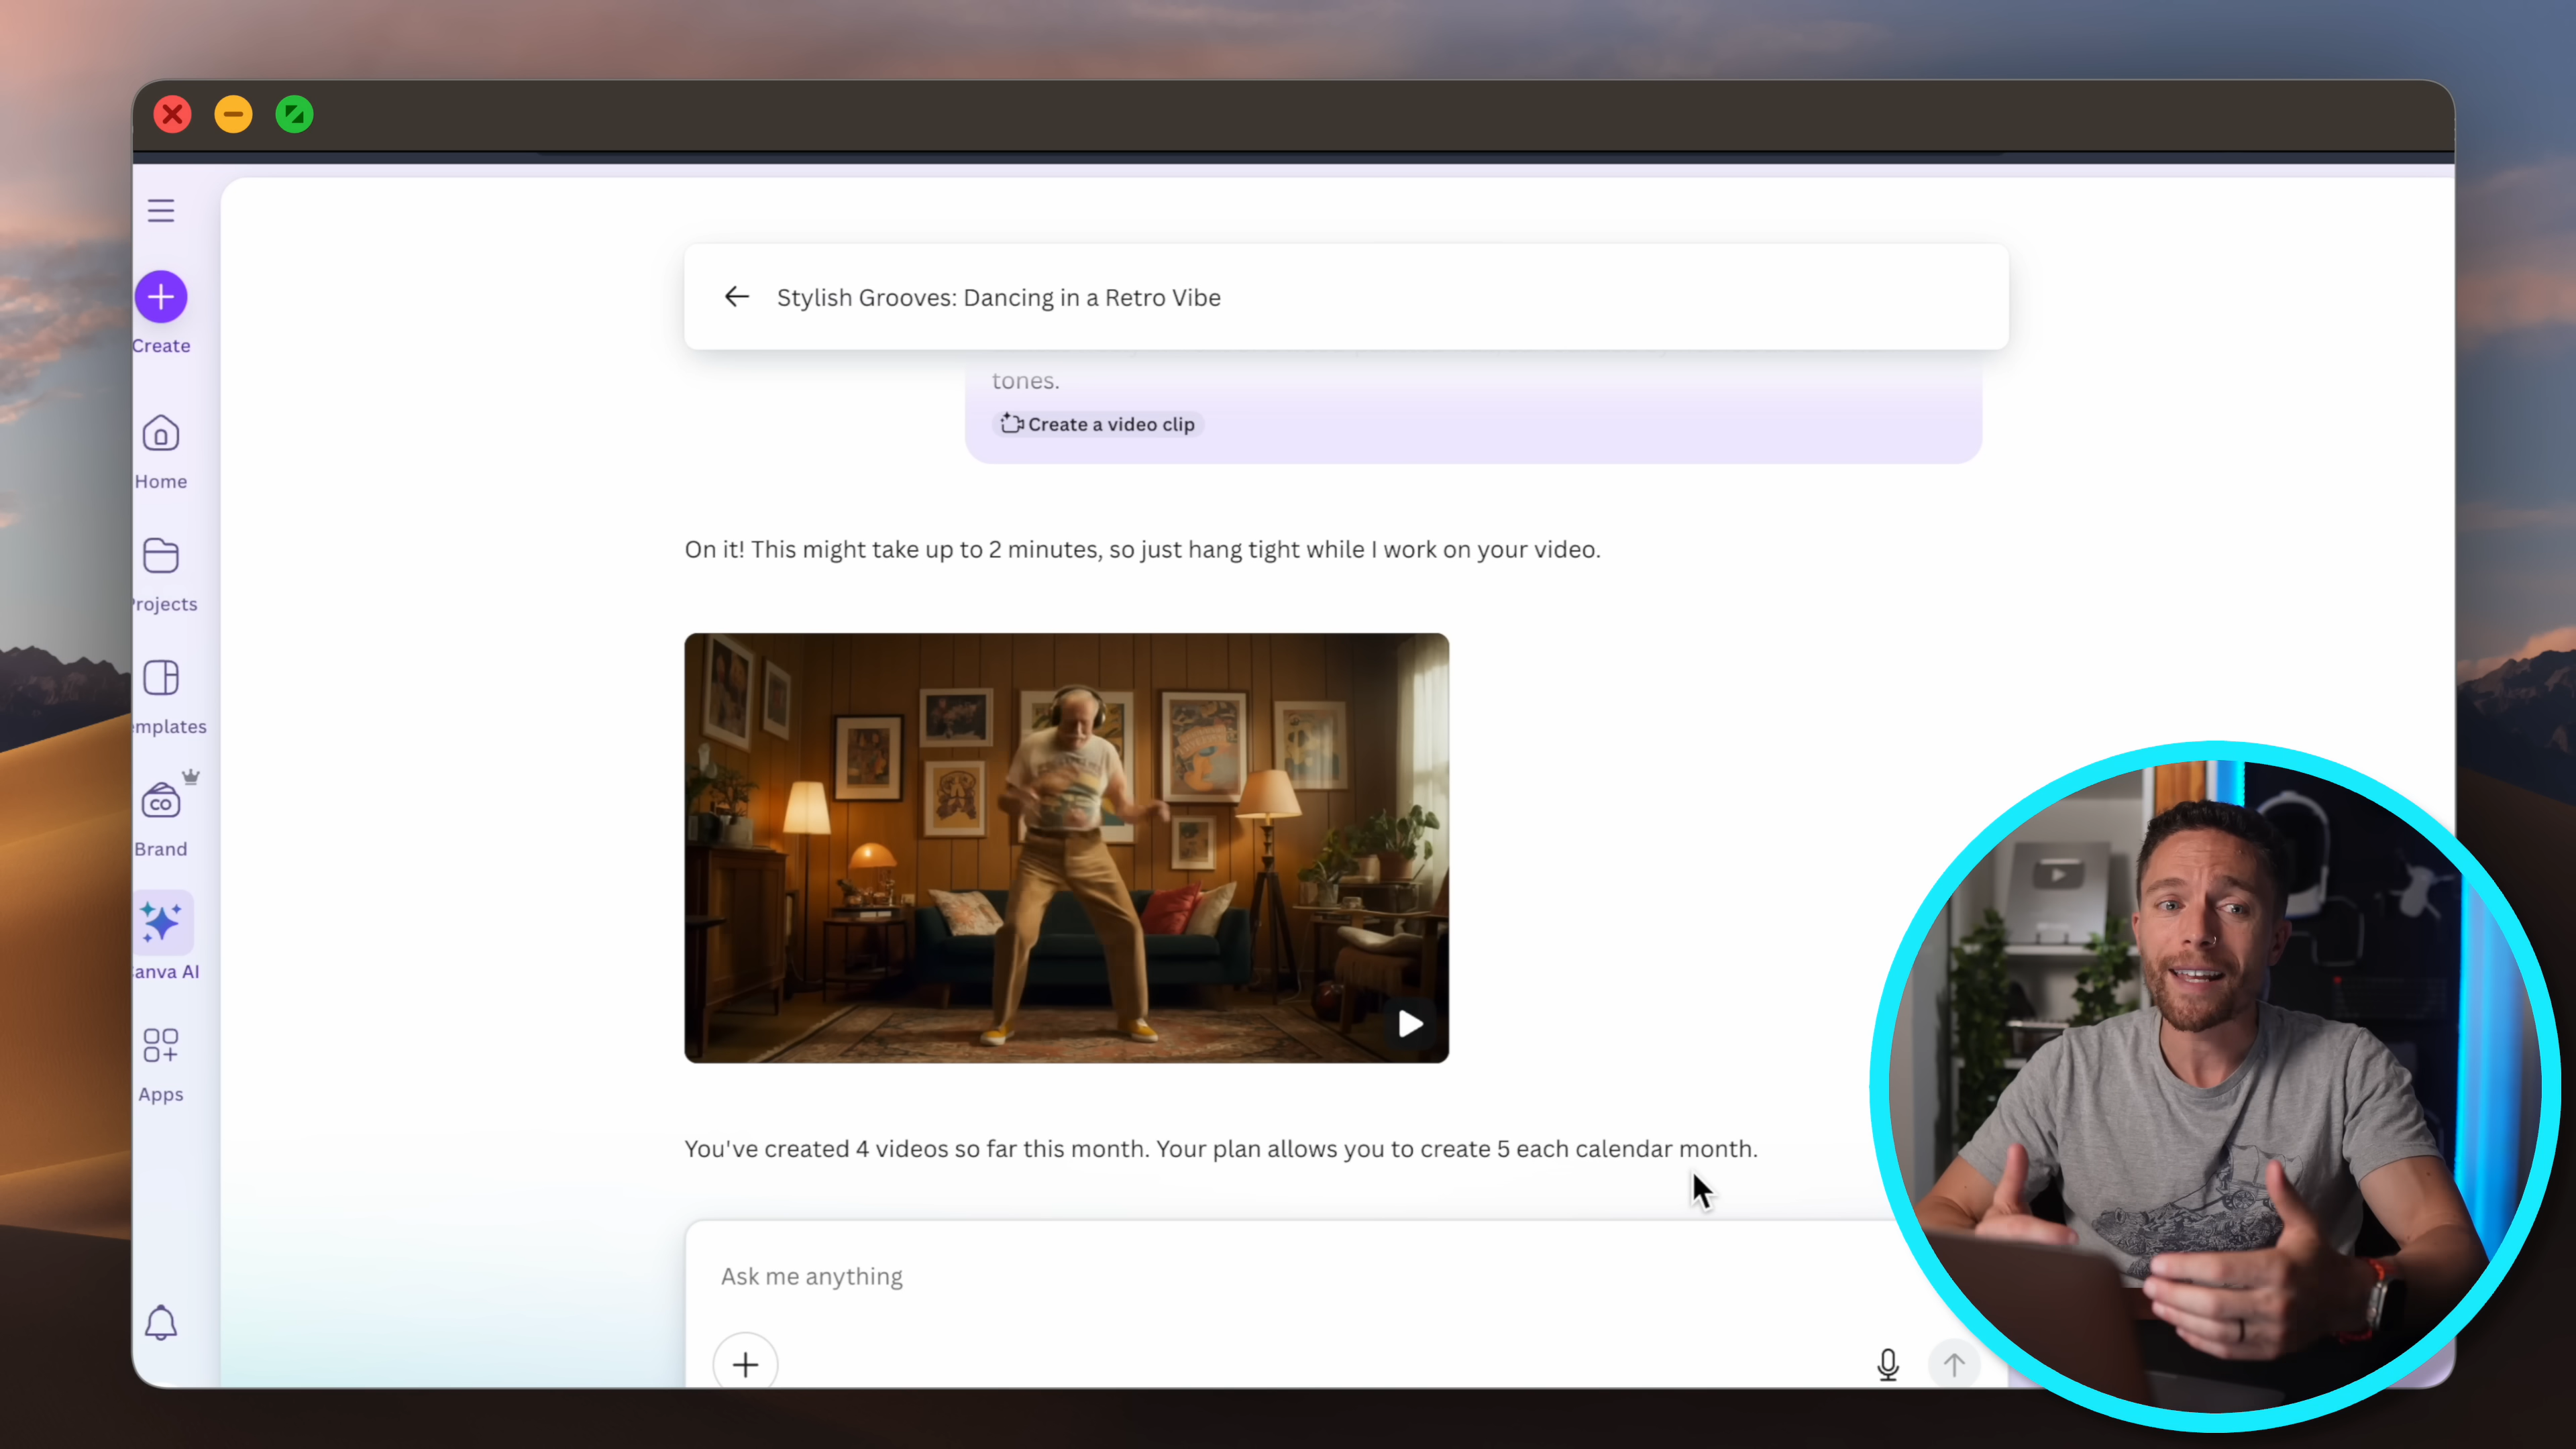 Stylish Grooves: Dancing in a Retro Vibe
tones.
Create a video clip
On it! This might take up to 2 minutes, so just hang tight while I work on your video.
You've created 4 videos so far this month. Your plan allows you to create 5 each calendar month.
Ask me anything
Create
Home
rojects
mplates
CO
Brand
anva AI
Apps